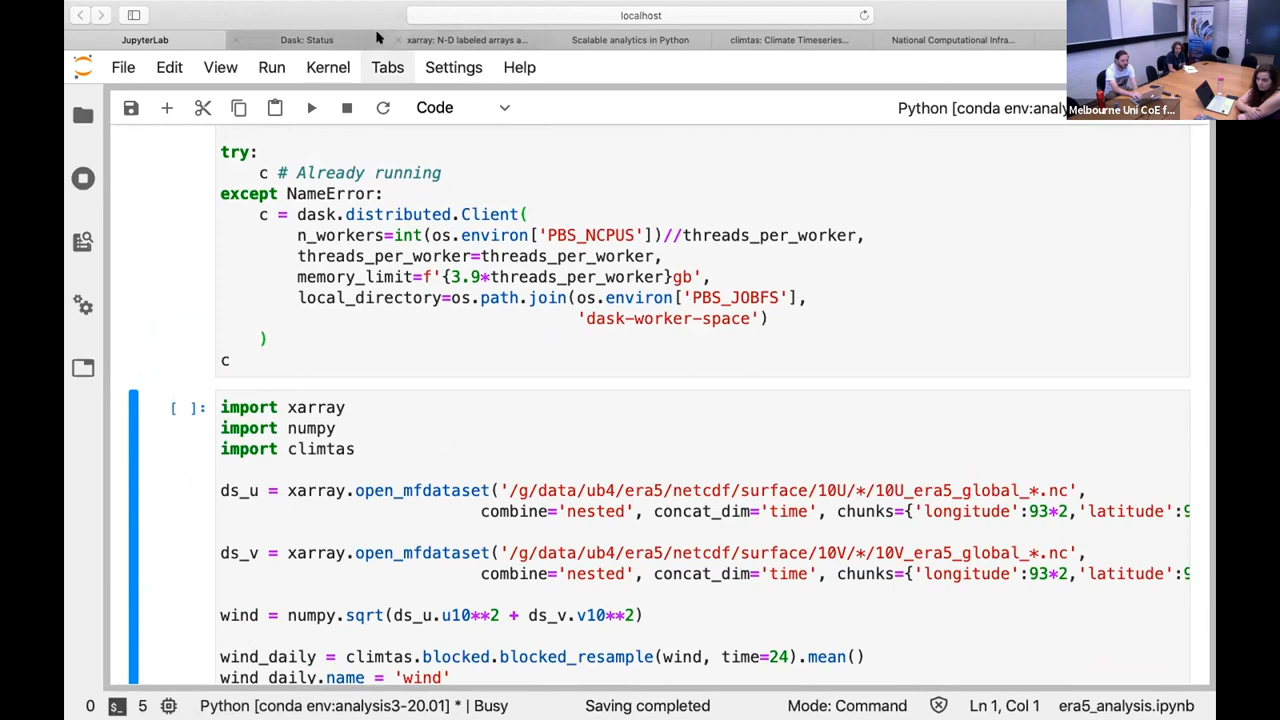 localhost
JupyterLab
Dask: Status
xarray: N-D labeled arrays a...
Scalable analytics in Python
climtas: Climate Timeseries...
National Computational Infra...
File Edit View Run Kernel Tabs Settings Help
Code
Python [conda env:analy
Melbourne Uni CoE f...
try:
c # Already running
except NameError:
c = dask.distributed.Client(
n_workers=int(os.environ['PBS_NCPUS'])//threads_per_worker,
threads_per_worker=threads_per_worker,
memory_limit=f'{3.9*threads_per_worker}gb',
local_directory=os.path.join(os.environ['PBS_JOBFS'],
'dask-worker-space')
)
c
[ ]:
import xarray
import numpy
import climtas
ds_u = xarray.open_mfdataset('/g/data/ub4/era5/netcdf/surface/10U/*/10U_era5_global_*.nc',
combine='nested', concat_dim='time', chunks={'longitude':93*2,'latitude':9
ds_v = xarray.open_mfdataset('/g/data/ub4/era5/netcdf/surface/10V/*/10V_era5_global_*.nc',
combine='nested', concat_dim='time', chunks={'longitude':93*2,'latitude':9
wind = numpy.sqrt(ds_u.u10**2 + ds_v.v10**2)
wind_daily = climtas.blocked.blocked_resample(wind, time=24).mean()
wind_daily.name = 'wind'
0 $_ 5 Python [conda env:analysis3-20.01] * | Busy Saving completed Mode: Command Ln 1, Col 1 era5_analysis.ipynb